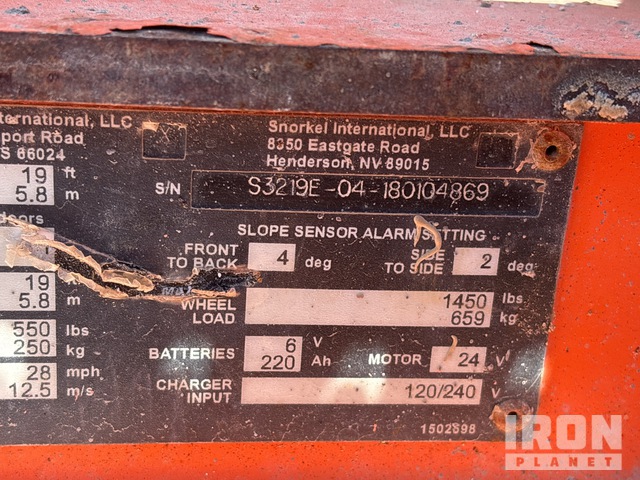 International, LLC
port Road
S 66024
19 ft
5.8 m
19
5.8 m
550 lbs
250 kg
28 mph
12.5 m/s
Snorkel International, LLC
8350 Eastgate Road
Henderson, NV 89015
S/N S3219E-04-180104869
SLOPE SENSOR ALARM SETTING
FRONT TO BACK 4 deg
SIDE TO SIDE 2 deg
WHEEL LOAD 1450 lbs
659 kg
BATTERIES 6 V
220 Ah
MOTOR 24 V
CHARGER INPUT 120/240 V
1502898
IRON
PLANET